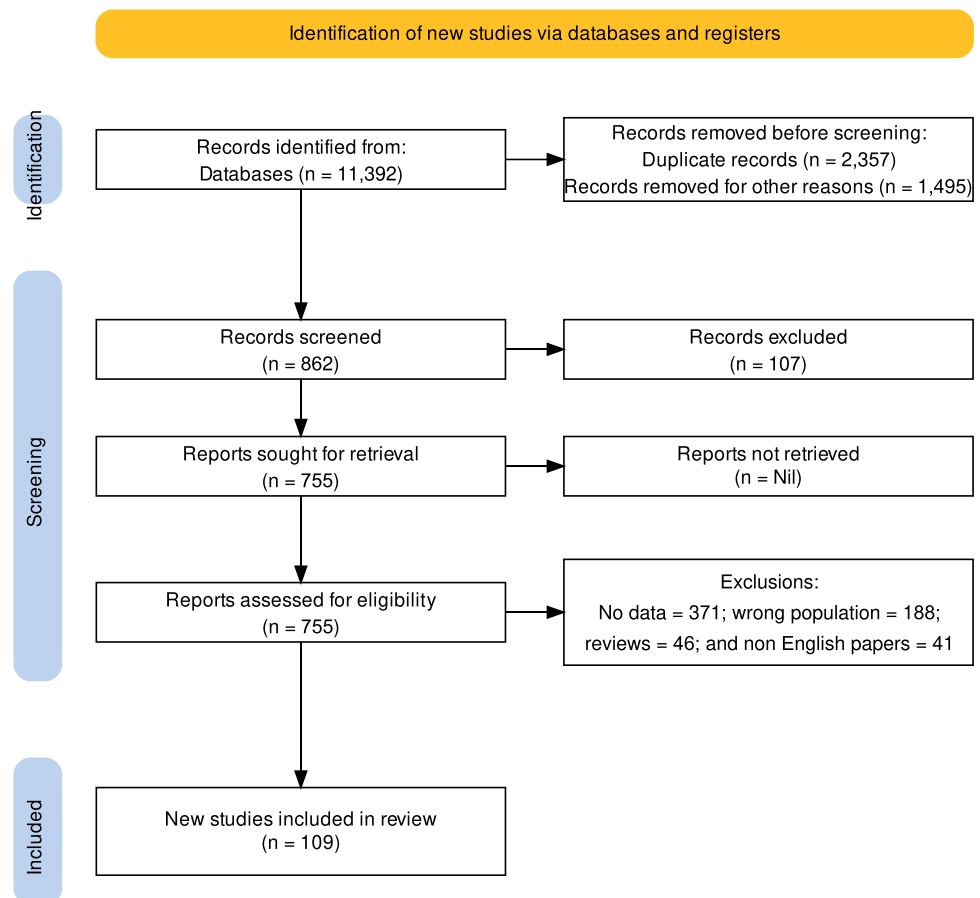 Identification of new studies via databases and registers
Identification
Records identified from:
Databases (n = 11,392)
Records removed before screening:
Duplicate records (n = 2,357)
Records removed for other reasons (n = 1,495)
Screening
Records screened
(n = 862)
Records excluded
(n = 107)
Reports sought for retrieval
(n = 755)
Reports not retrieved
(n = Nil)
Reports assessed for eligibility
(n = 755)
Exclusions:
No data = 371; wrong population = 188;
reviews = 46; and non English papers = 41
Included
New studies included in review
(n = 109)